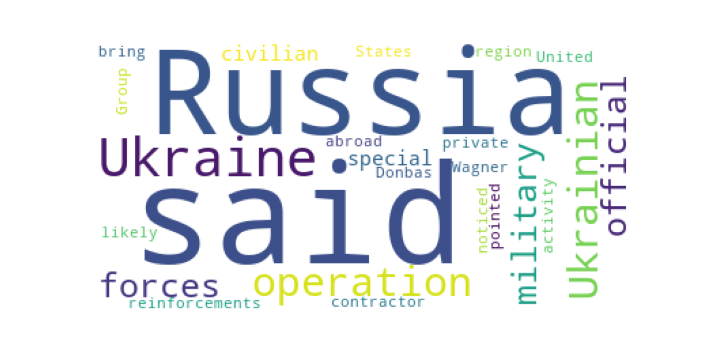 bring
civilian
States
region
United
Russia
Group
Ukrainian
official
Ukraine
abroad
private
special
Donbas
Wagner
military
said
noticed
pointed
activity
likely
forces
operation
reinforcements
contractor